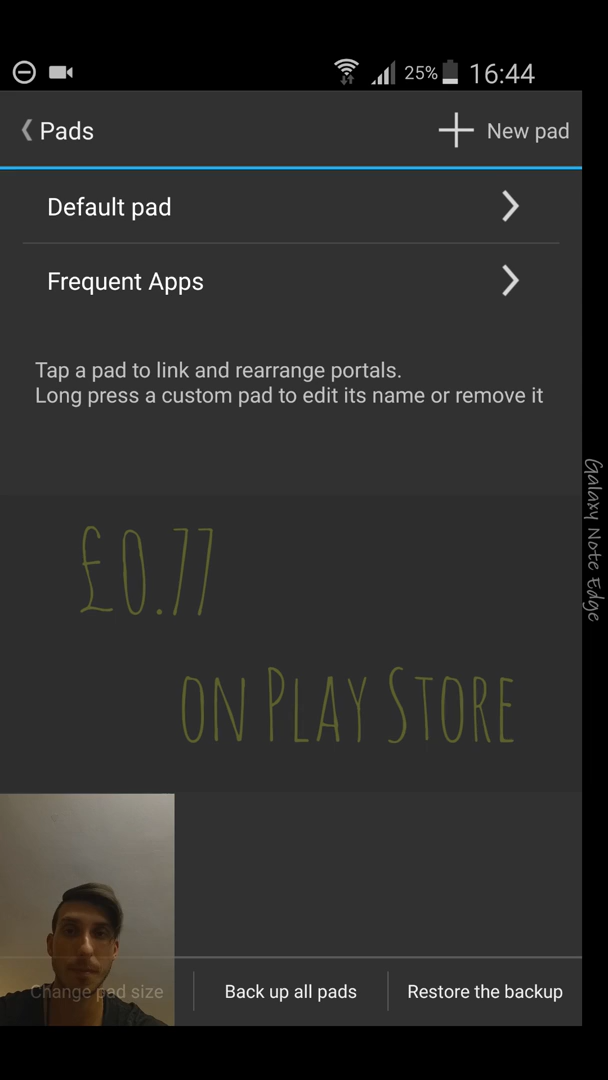 25% 16:44
Pads New pad
Default pad
Frequent Apps
Tap a pad to link and rearrange portals.
Long press a custom pad to edit its name or remove it
Galaxy Note Edge
£0.77
on Play Store
Change pad size Back up all pads Restore the backup